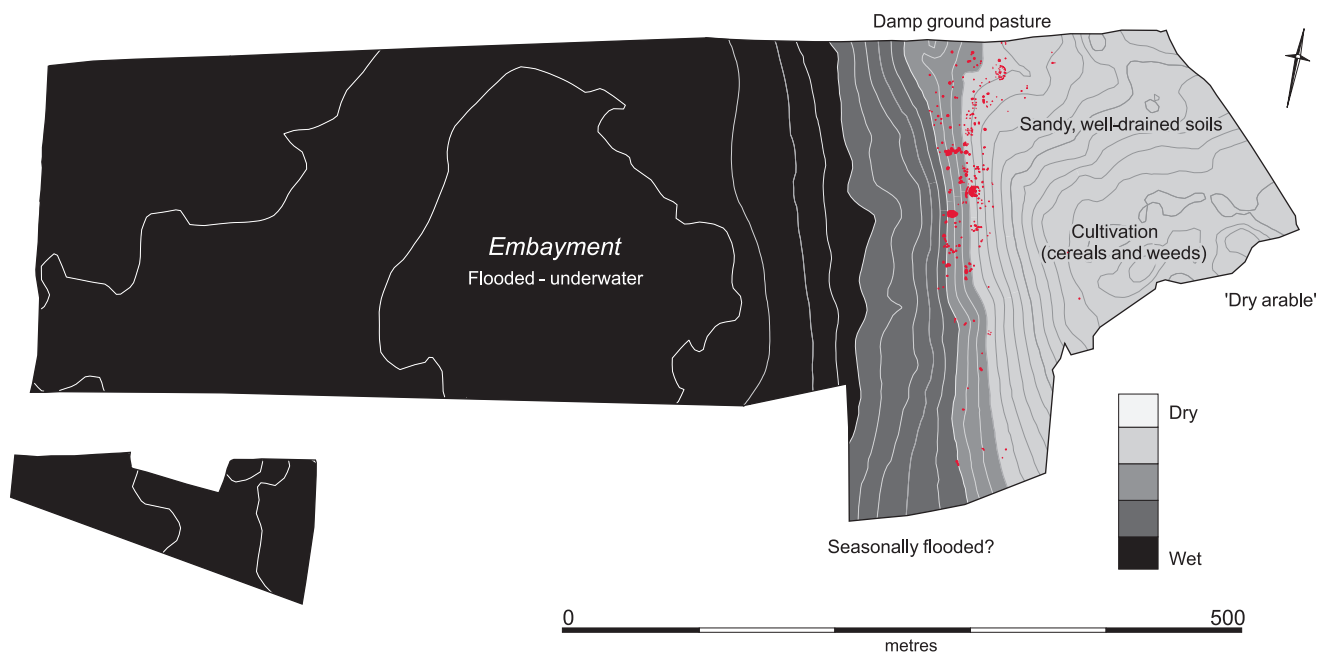 Damp ground pasture
Sandy, well-drained soils
Embayment
Flooded - underwater
Cultivation
(cereals and weeds)
'Dry arable'
Dry
Seasonally flooded?
Wet
0
500
metres